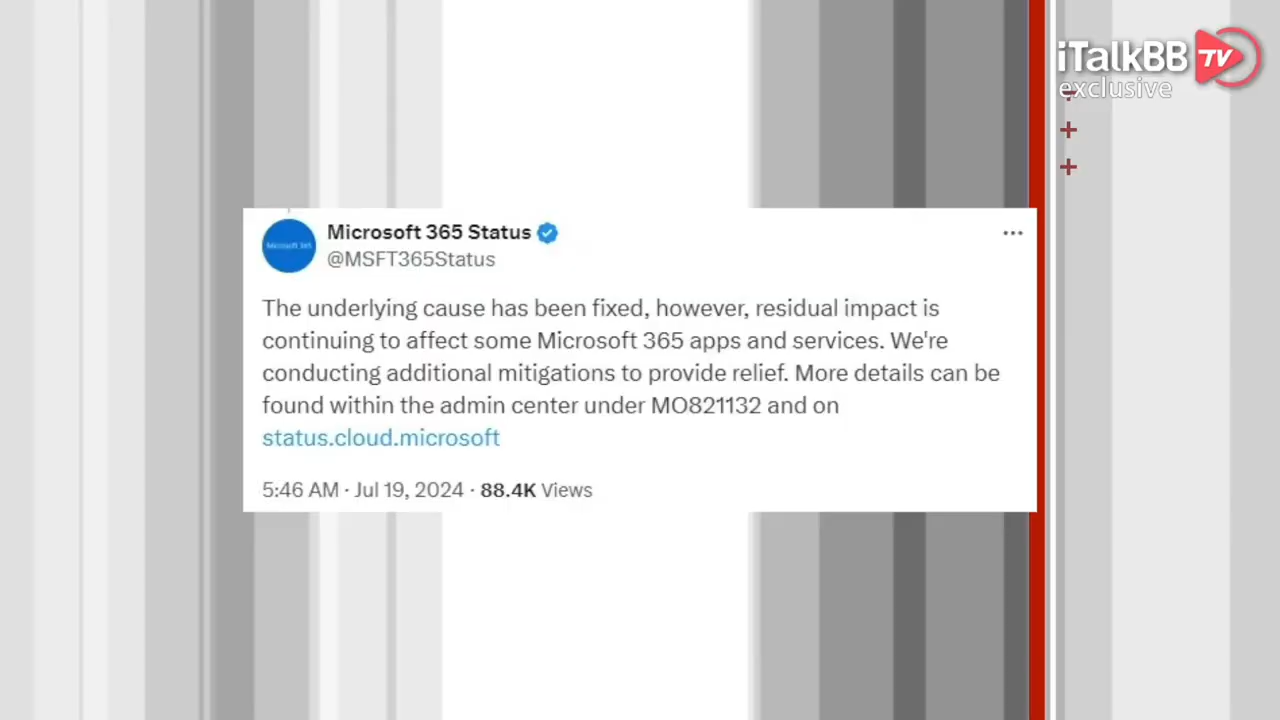 iTalkBB TV
exclusive
Microsoft 365 Status
@MSFT365Status
Microsoft 365
The underlying cause has been fixed, however, residual impact is
continuing to affect some Microsoft 365 apps and services. We're
conducting additional mitigations to provide relief. More details can be
found within the admin center under MO821132 and on
status.cloud.microsoft
5:46 AM · Jul 19, 2024 · 88.4K Views